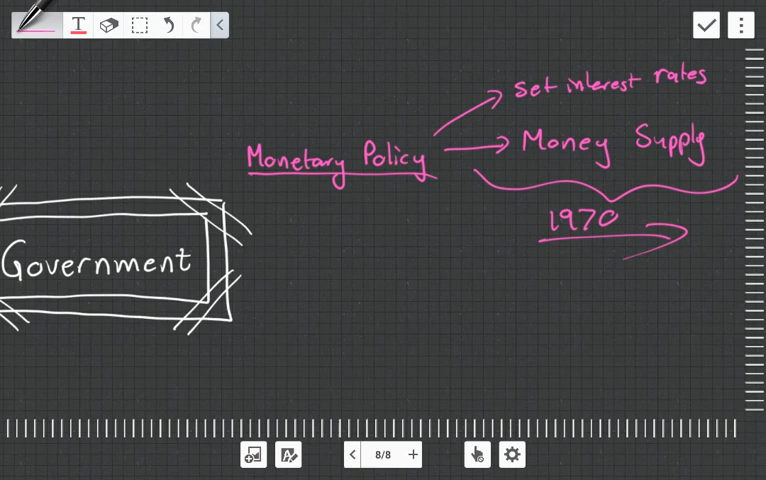 T
set interest rates
Money Supply
Monetary Policy
1970
Government
8/8